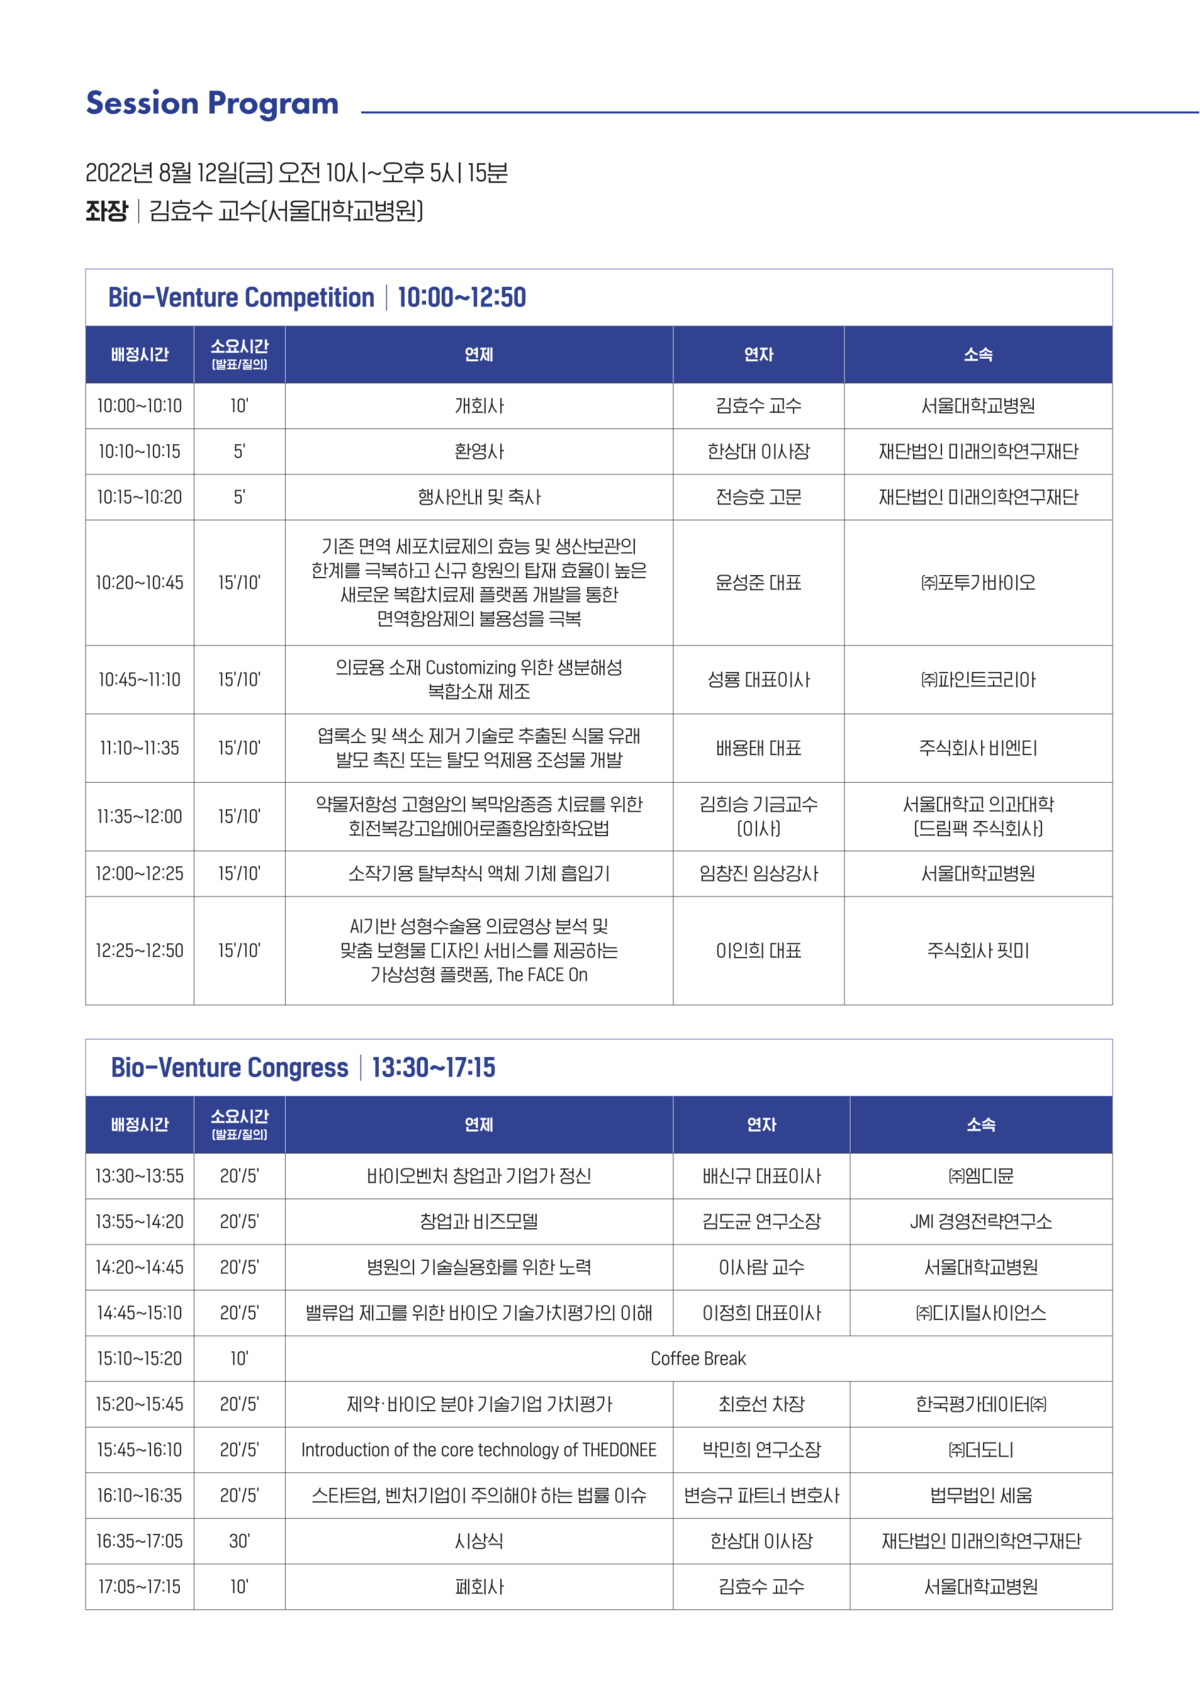 Session Program
2022년 8월 12일(금) 오전 10시~오후 5시 15분
좌장 | 김효수 교수(서울대학교병원)
Bio-Venture Competition | 10:00~12:50
배정시간 소요시간 (발표/질의) 연제 연자 소속
10:00~10:10 10' 개회사 김효수 교수 서울대학교병원
10:10~10:15 5' 환영사 한상대 이사장 재단법인 미래의학연구재단
10:15~10:20 5' 행사안내 및 축사 전승호 고문 재단법인 미래의학연구재단
10:20~10:45 15'/10' 기존 면역 세포치료제의 효능 및 생산보관의
한계를 극복하고 신규 항원의 탑재 효율이 높은
새로운 복합치료제 플랫폼 개발을 통한
면역항암제의 불용성을 극복 윤성준 대표 ㈜포투가바이오
10:45~11:10 15'/10' 의료용 소재 Customizing 위한 생분해성
복합소재 제조 성룡 대표이사 ㈜파인트코리아
11:10~11:35 15'/10' 엽록소 및 색소 제거 기술로 추출된 식물 유래
발모 촉진 또는 탈모 억제용 조성물 개발 배용태 대표 주식회사 비엔티
11:35~12:00 15'/10' 약물저항성 고형암의 복막암종증 치료를 위한
회전복강고압에어로졸항암화학요법 김희승 기금교수
(이사) 서울대학교 의과대학
(드림팩 주식회사)
12:00~12:25 15'/10' 소작기용 탈부착식 액체 기체 흡입기 임창진 임상강사 서울대학교병원
12:25~12:50 15'/10' AI기반 성형수술용 의료영상 분석 및
맞춤 보형물 디자인 서비스를 제공하는
가상성형 플랫폼, The FACE On 이인희 대표 주식회사 핏미
Bio-Venture Congress | 13:30~17:15
배정시간 소요시간 (발표/질의) 연제 연자 소속
13:30~13:55 20'/5' 바이오벤처 창업과 기업가 정신 배신규 대표이사 ㈜엠디뮨
13:55~14:20 20'/5' 창업과 비즈모델 김도균 연구소장 JMI 경영전략연구소
14:20~14:45 20'/5' 병원의 기술실용화를 위한 노력 이사람 교수 서울대학교병원
14:45~15:10 20'/5' 밸류업 제고를 위한 바이오 기술가치평가의 이해 이정희 대표이사 ㈜디지털사이언스
15:10~15:20 10' Coffee Break
15:20~15:45 20'/5' 제약·바이오 분야 기술기업 가치평가 최호선 차장 한국평가데이터㈜
15:45~16:10 20'/5' Introduction of the core technology of THEDONEE 박민희 연구소장 ㈜더도니
16:10~16:35 20'/5' 스타트업, 벤처기업이 주의해야 하는 법률 이슈 변승규 파트너 변호사 법무법인 세움
16:35~17:05 30' 시상식 한상대 이사장 재단법인 미래의학연구재단
17:05~17:15 10' 폐회사 김효수 교수 서울대학교병원